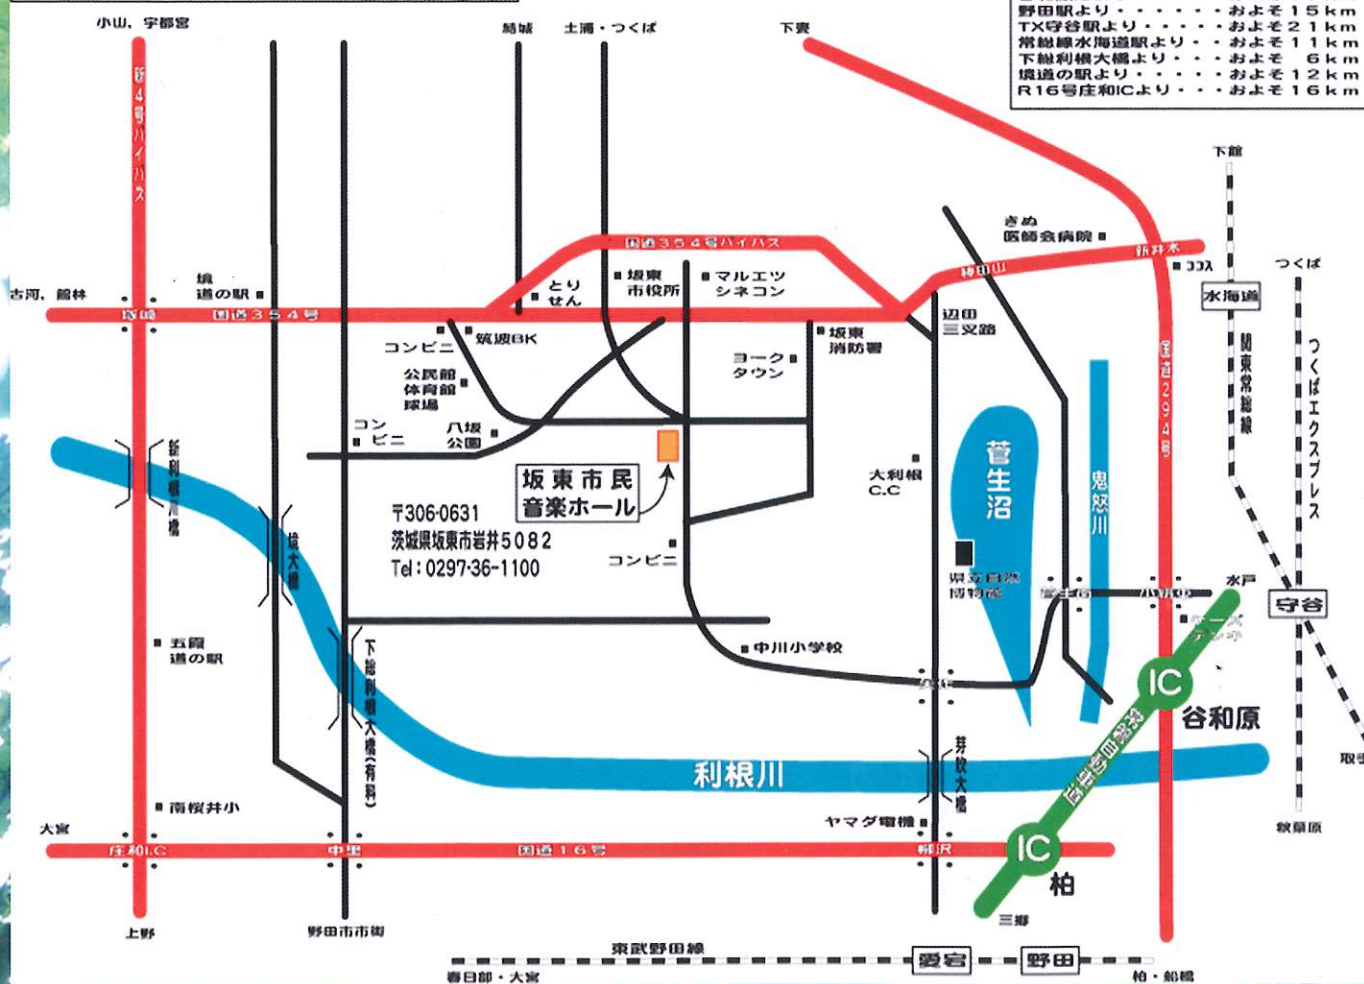 野田駅より・・・・・・およそ15km
TX守谷駅より・・・・・およそ21km
常総線水海道駅より・・およそ11km
下総利根大橋より・・・およそ 6km
境道の駅より・・・・・およそ12km
R16号庄和ICより・・・およそ16km
小山、宇都宮
結城
土浦・つくば
下妻
新4号バイパス
下館
きぬ
医師会病院
新井木
ココス
つくば
国道354号バイパス
境
道の駅
とり
せん
坂東
市役所
マルエツ
シネコン
水海道
古河、館林
塚崎
国道354号
辺田
三叉路
コンビニ
筑波BK
ヨーク
タウン
坂東
消防署
公民館
体育館
球場
国道294号
関東常総線
つくばエクスプレス
コン
ビニ
八坂
公園
新利根川橋
坂東市民
音楽ホール
大利根
C.C
菅生沼
鬼怒川
〒306-0631
茨城県坂東市岩井5082
Tel：0297-36-1100
境大橋
コンビニ
県立自然
博物館
水戸
守谷
五霞
道の駅
中川小学校
下総利根大橋(有料)
IC
谷和原
常磐自動車道
利根川
芽吹大橋
取手
南桜井小
ヤマダ電機
秋葉原
大宮
庄和I.C
中里
国道16号
柳沢
IC
柏
三郷
上野
野田市市街
東武野田線
愛宕
野田
春日部・大宮
柏・船橋